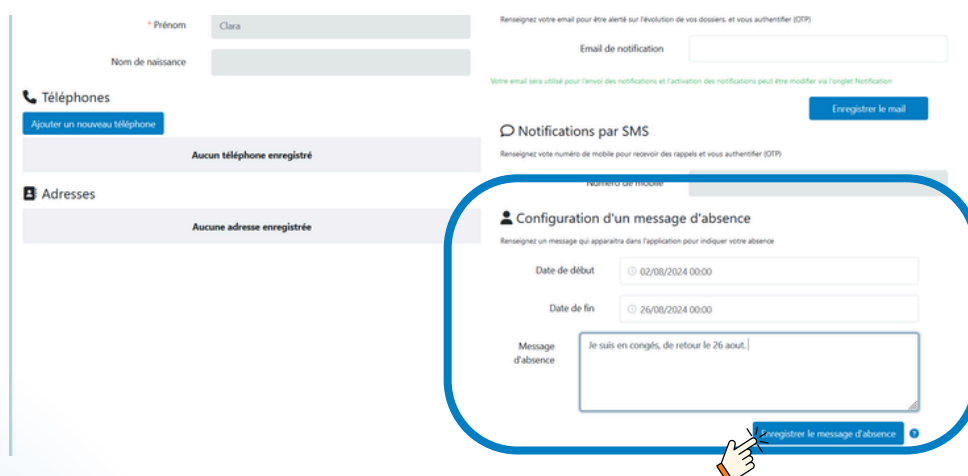 * Prénom
Clara
Nom de naissance
Téléphones
Ajouter un nouveau téléphone
Aucun téléphone enregistré
Adresses
Aucune adresse enregistrée
Renseignez votre email pour être alerté sur l'évolution de vos dossiers, et vous authentifier (OTP)
Email de notification
Votre email sera utilisé pour l'envoi des notifications et l'activation des notifications peut être modifier via l'onglet Notification
Enregistrer le mail
Notifications par SMS
Renseignez vote numéro de mobile pour recevoir des rappels et vous authentifier (OTP)
Numéro de mobile
Configuration d'un message d'absence
Renseignez un message qui apparaitra dans l'application pour indiquer votre absence
Date de début
02/08/2024 00:00
Date de fin
26/08/2024 00:00
Message
d'absence
Je suis en congés, de retour le 26 aout.
Enregistrer le message d'absence
?